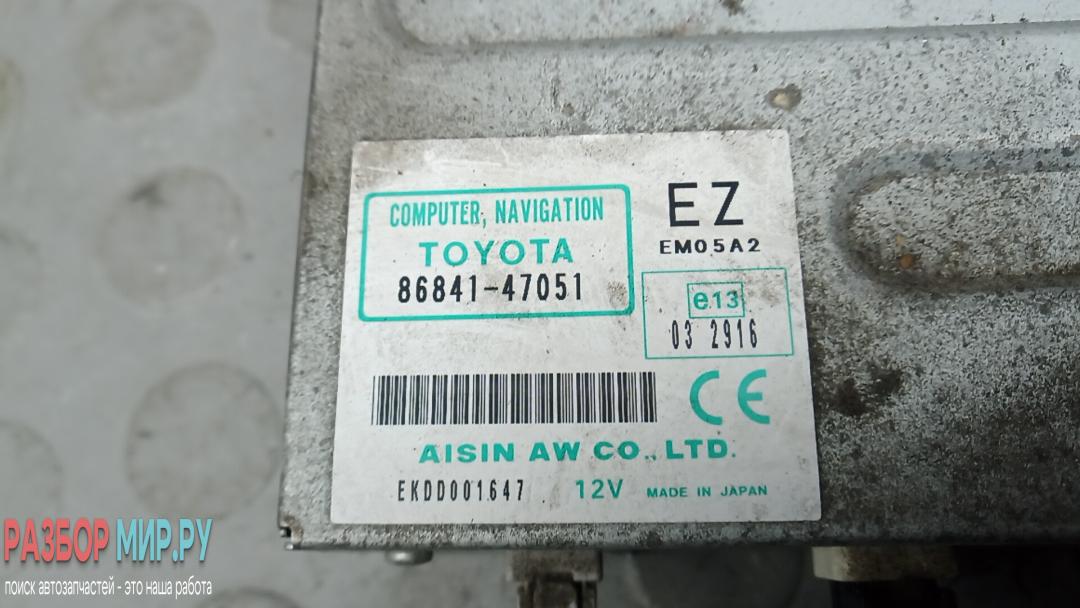 COMPUTER, NAVIGATION
TOYOTA
86841-47051
EZ
EM05A2
e13
03 2916
CE
AISIN AW CO., LTD.
EKDD001647 12V MADE IN JAPAN
РАЗБОР МИР.РУ
поиск автозапчастей - это наша работа